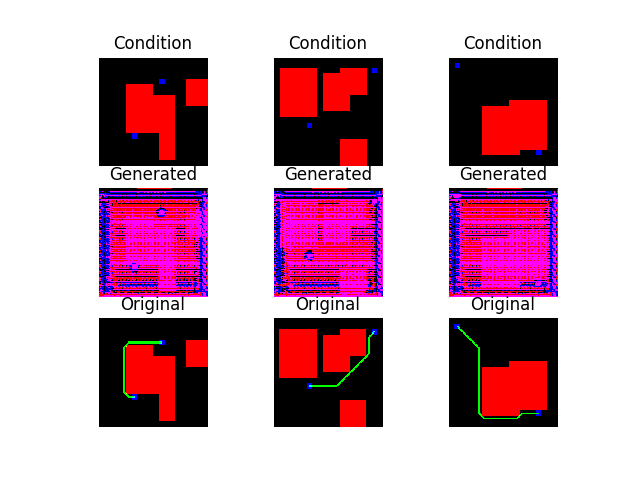 Condition Condition Condition
Generated Generated Generated
Original Original Original